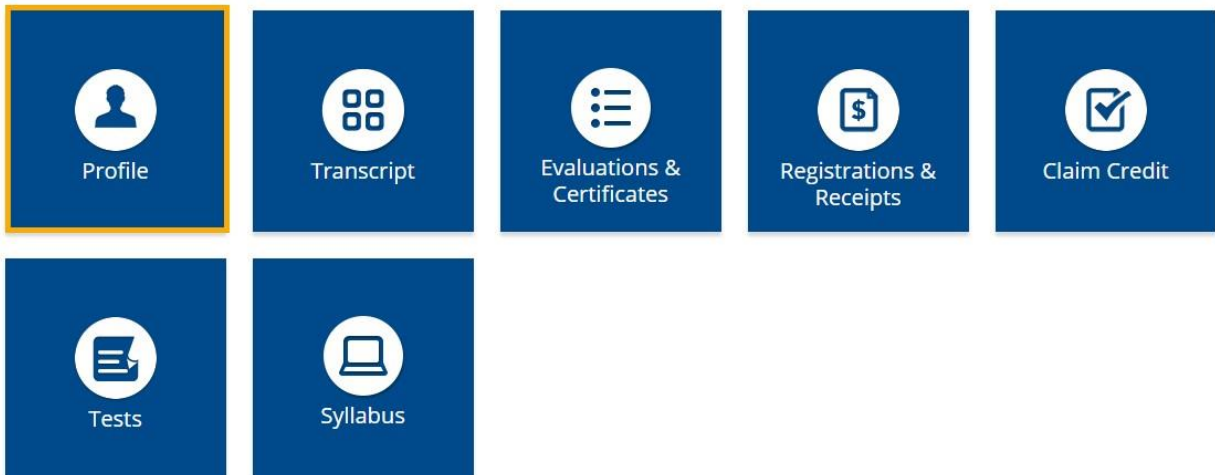 Profile
Transcript
Evaluations &
Certificates
Registrations &
Receipts
Claim Credit
Tests
Syllabus